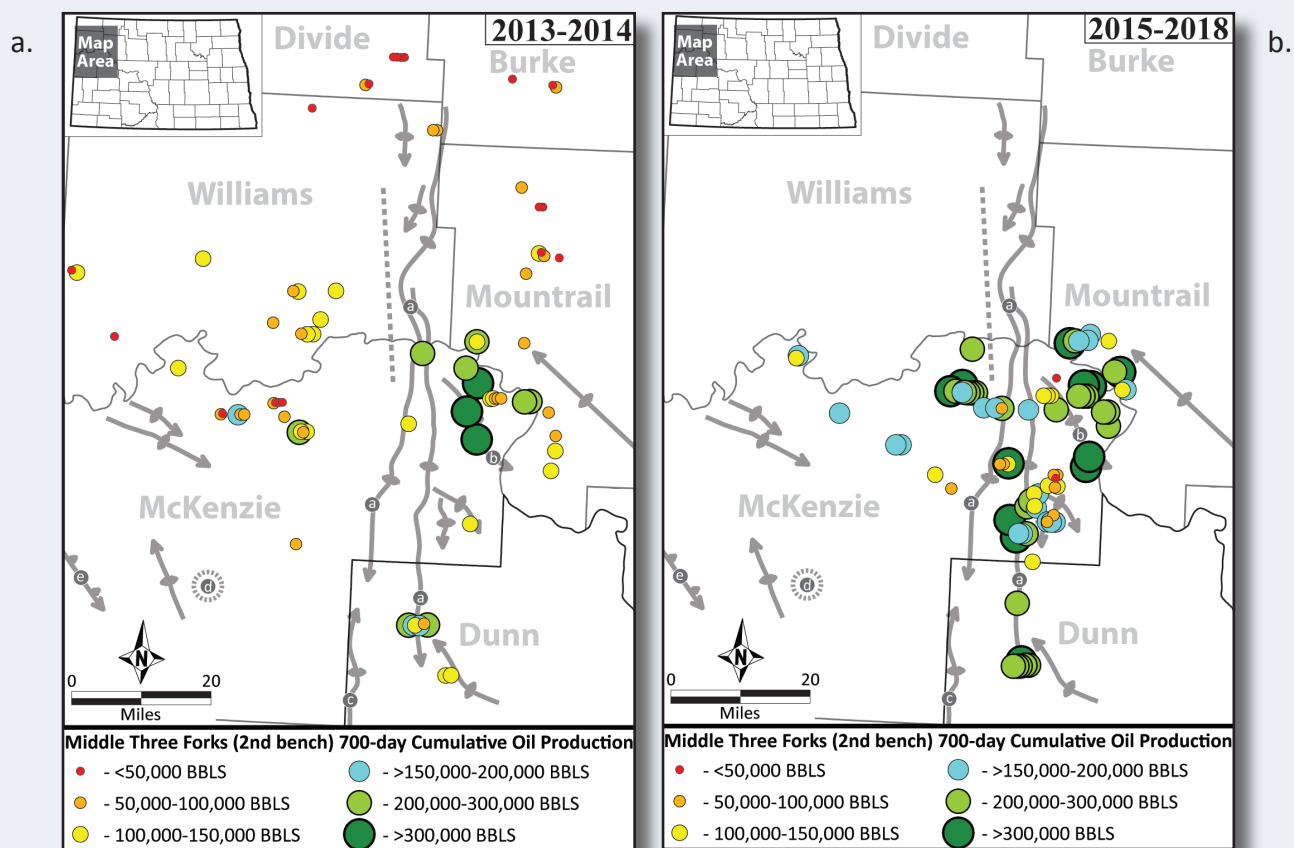 a.
2013-2014
Map
Area
Divide
Burke
Williams
a
Mountrail
b
a
McKenzie
e
d
a
Dunn
c
N
0 20
Miles
Middle Three Forks (2nd bench) 700-day Cumulative Oil Production
- <50,000 BBLS
- >150,000-200,000 BBLS
- 50,000-100,000 BBLS
- 200,000-300,000 BBLS
- 100,000-150,000 BBLS
- >300,000 BBLS
b.
2015-2018
Map
Area
Divide
Burke
Williams
a
Mountrail
b
a
McKenzie
e
d
a
Dunn
c
N
0 20
Miles
Middle Three Forks (2nd bench) 700-day Cumulative Oil Production
- <50,000 BBLS
- >150,000-200,000 BBLS
- 50,000-100,000 BBLS
- 200,000-300,000 BBLS
- 100,000-150,000 BBLS
- >300,000 BBLS